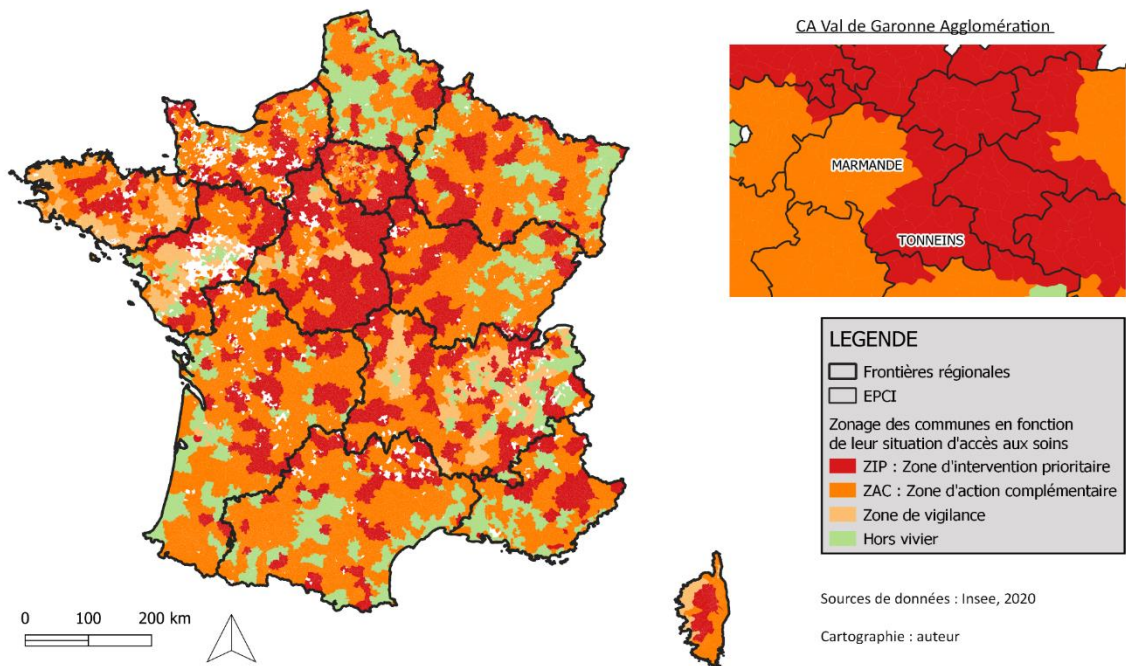 CA Val de Garonne Agglomération
MARMANDE
TONNEINS
LEGENDE
Frontières régionales
EPCI
Zonage des communes en fonction
de leur situation d'accès aux soins
ZIP : Zone d'intervention prioritaire
ZAC : Zone d'action complémentaire
Zone de vigilance
Hors vivier
Sources de données : Insee, 2020
Cartographie : auteur
0 100 200 km